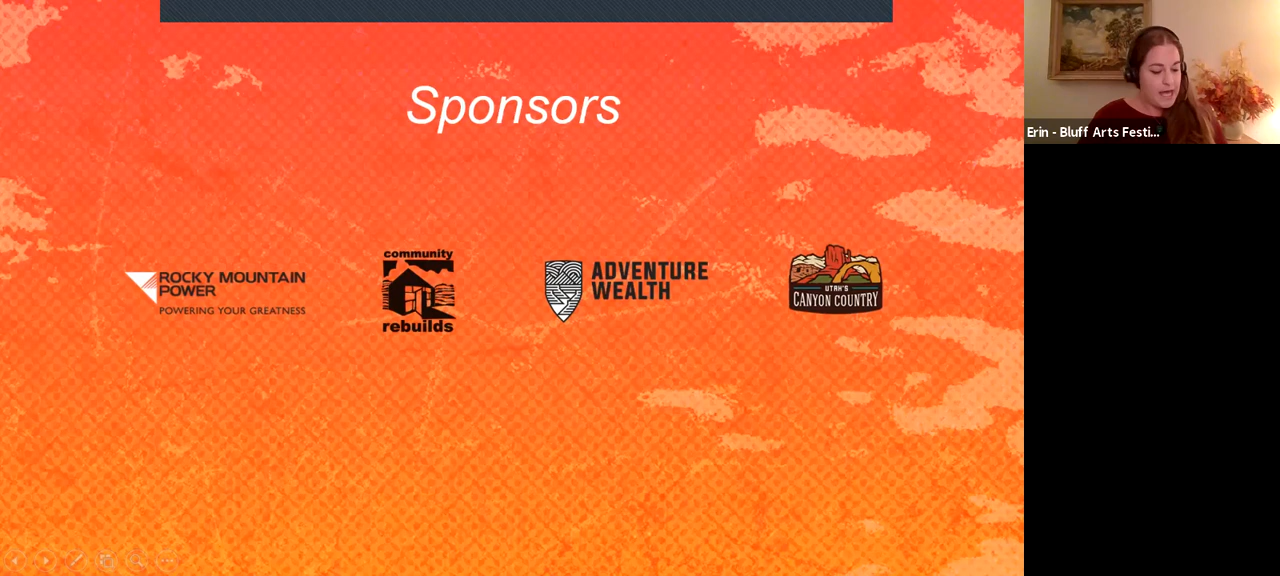 Sponsors
ROCKY MOUNTAIN
POWER
POWERING YOUR GREATNESS
community
rebuilds
ADVENTURE
WEALTH
UTAH'S
CANYON COUNTRY
Erin - Bluff Arts Festi...